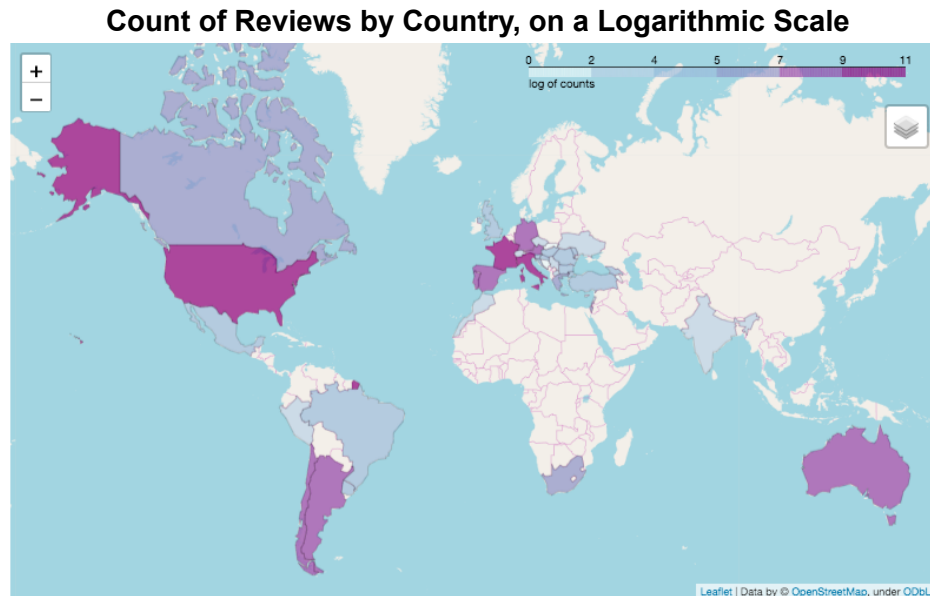 Count of Reviews by Country, on a Logarithmic Scale
+
−
0 2 4 5 7 9 11
log of counts
Leaflet | Data by © OpenStreetMap, under ODbL